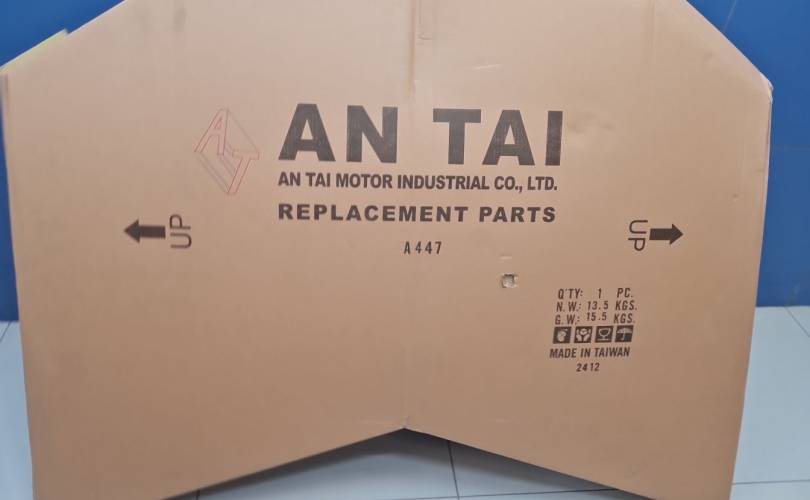 AT
AN TAI
AN TAI MOTOR INDUSTRIAL CO., LTD.
REPLACEMENT PARTS
UP
UP
A447
Q'TY: 1 PC.
N.W.: 13.5 KGS.
G.W.: 15.5 KGS.
MADE IN TAIWAN
2412